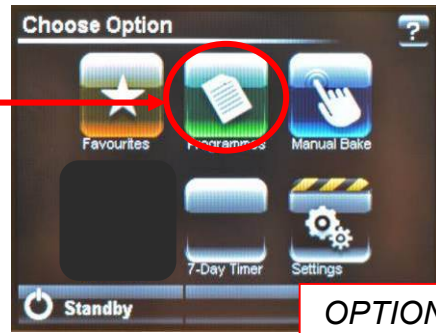 Choose Option
?
Favourites
Programmes
Manual Bake
7-Day Timer
Settings
Standby
OPTION